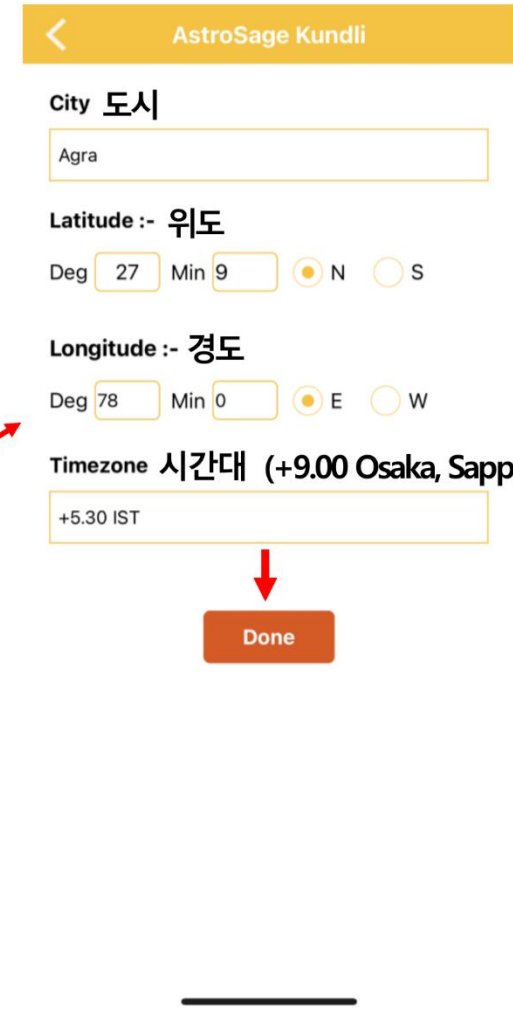 AstroSage Kundli
City 도시
Agra
Latitude :- 위도
Deg 27 Min 9 N S
Longitude :- 경도
Deg 78 Min 0 E W
Timezone 시간대 (+9.00 Osaka, Sapp
+5.30 IST
Done